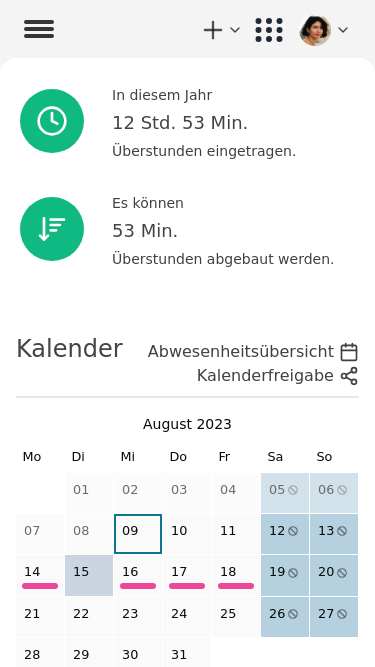 In diesem Jahr
12 Std. 53 Min.
Überstunden eingetragen.
Es können
53 Min.
Überstunden abgebaut werden.
Kalender
Abwesenheitsübersicht
Kalenderfreigabe
August 2023
Mo Di Mi Do Fr Sa So
01 02 03 04 05 06
07 08 09 10 11 12 13
14 15 16 17 18 19 20
21 22 23 24 25 26 27
28 29 30 31